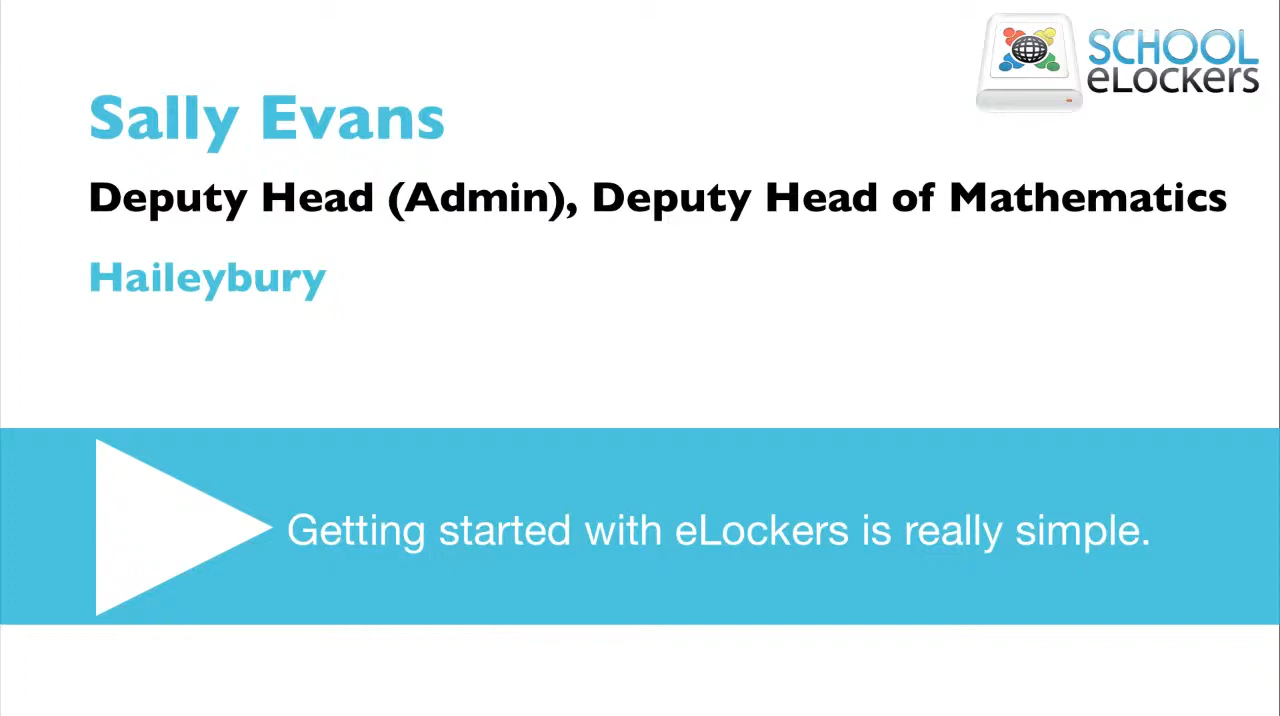 SCHOOL
eLockers
Sally Evans
Deputy Head (Admin), Deputy Head of Mathematics
Haileybury
Getting started with eLockers is really simple.